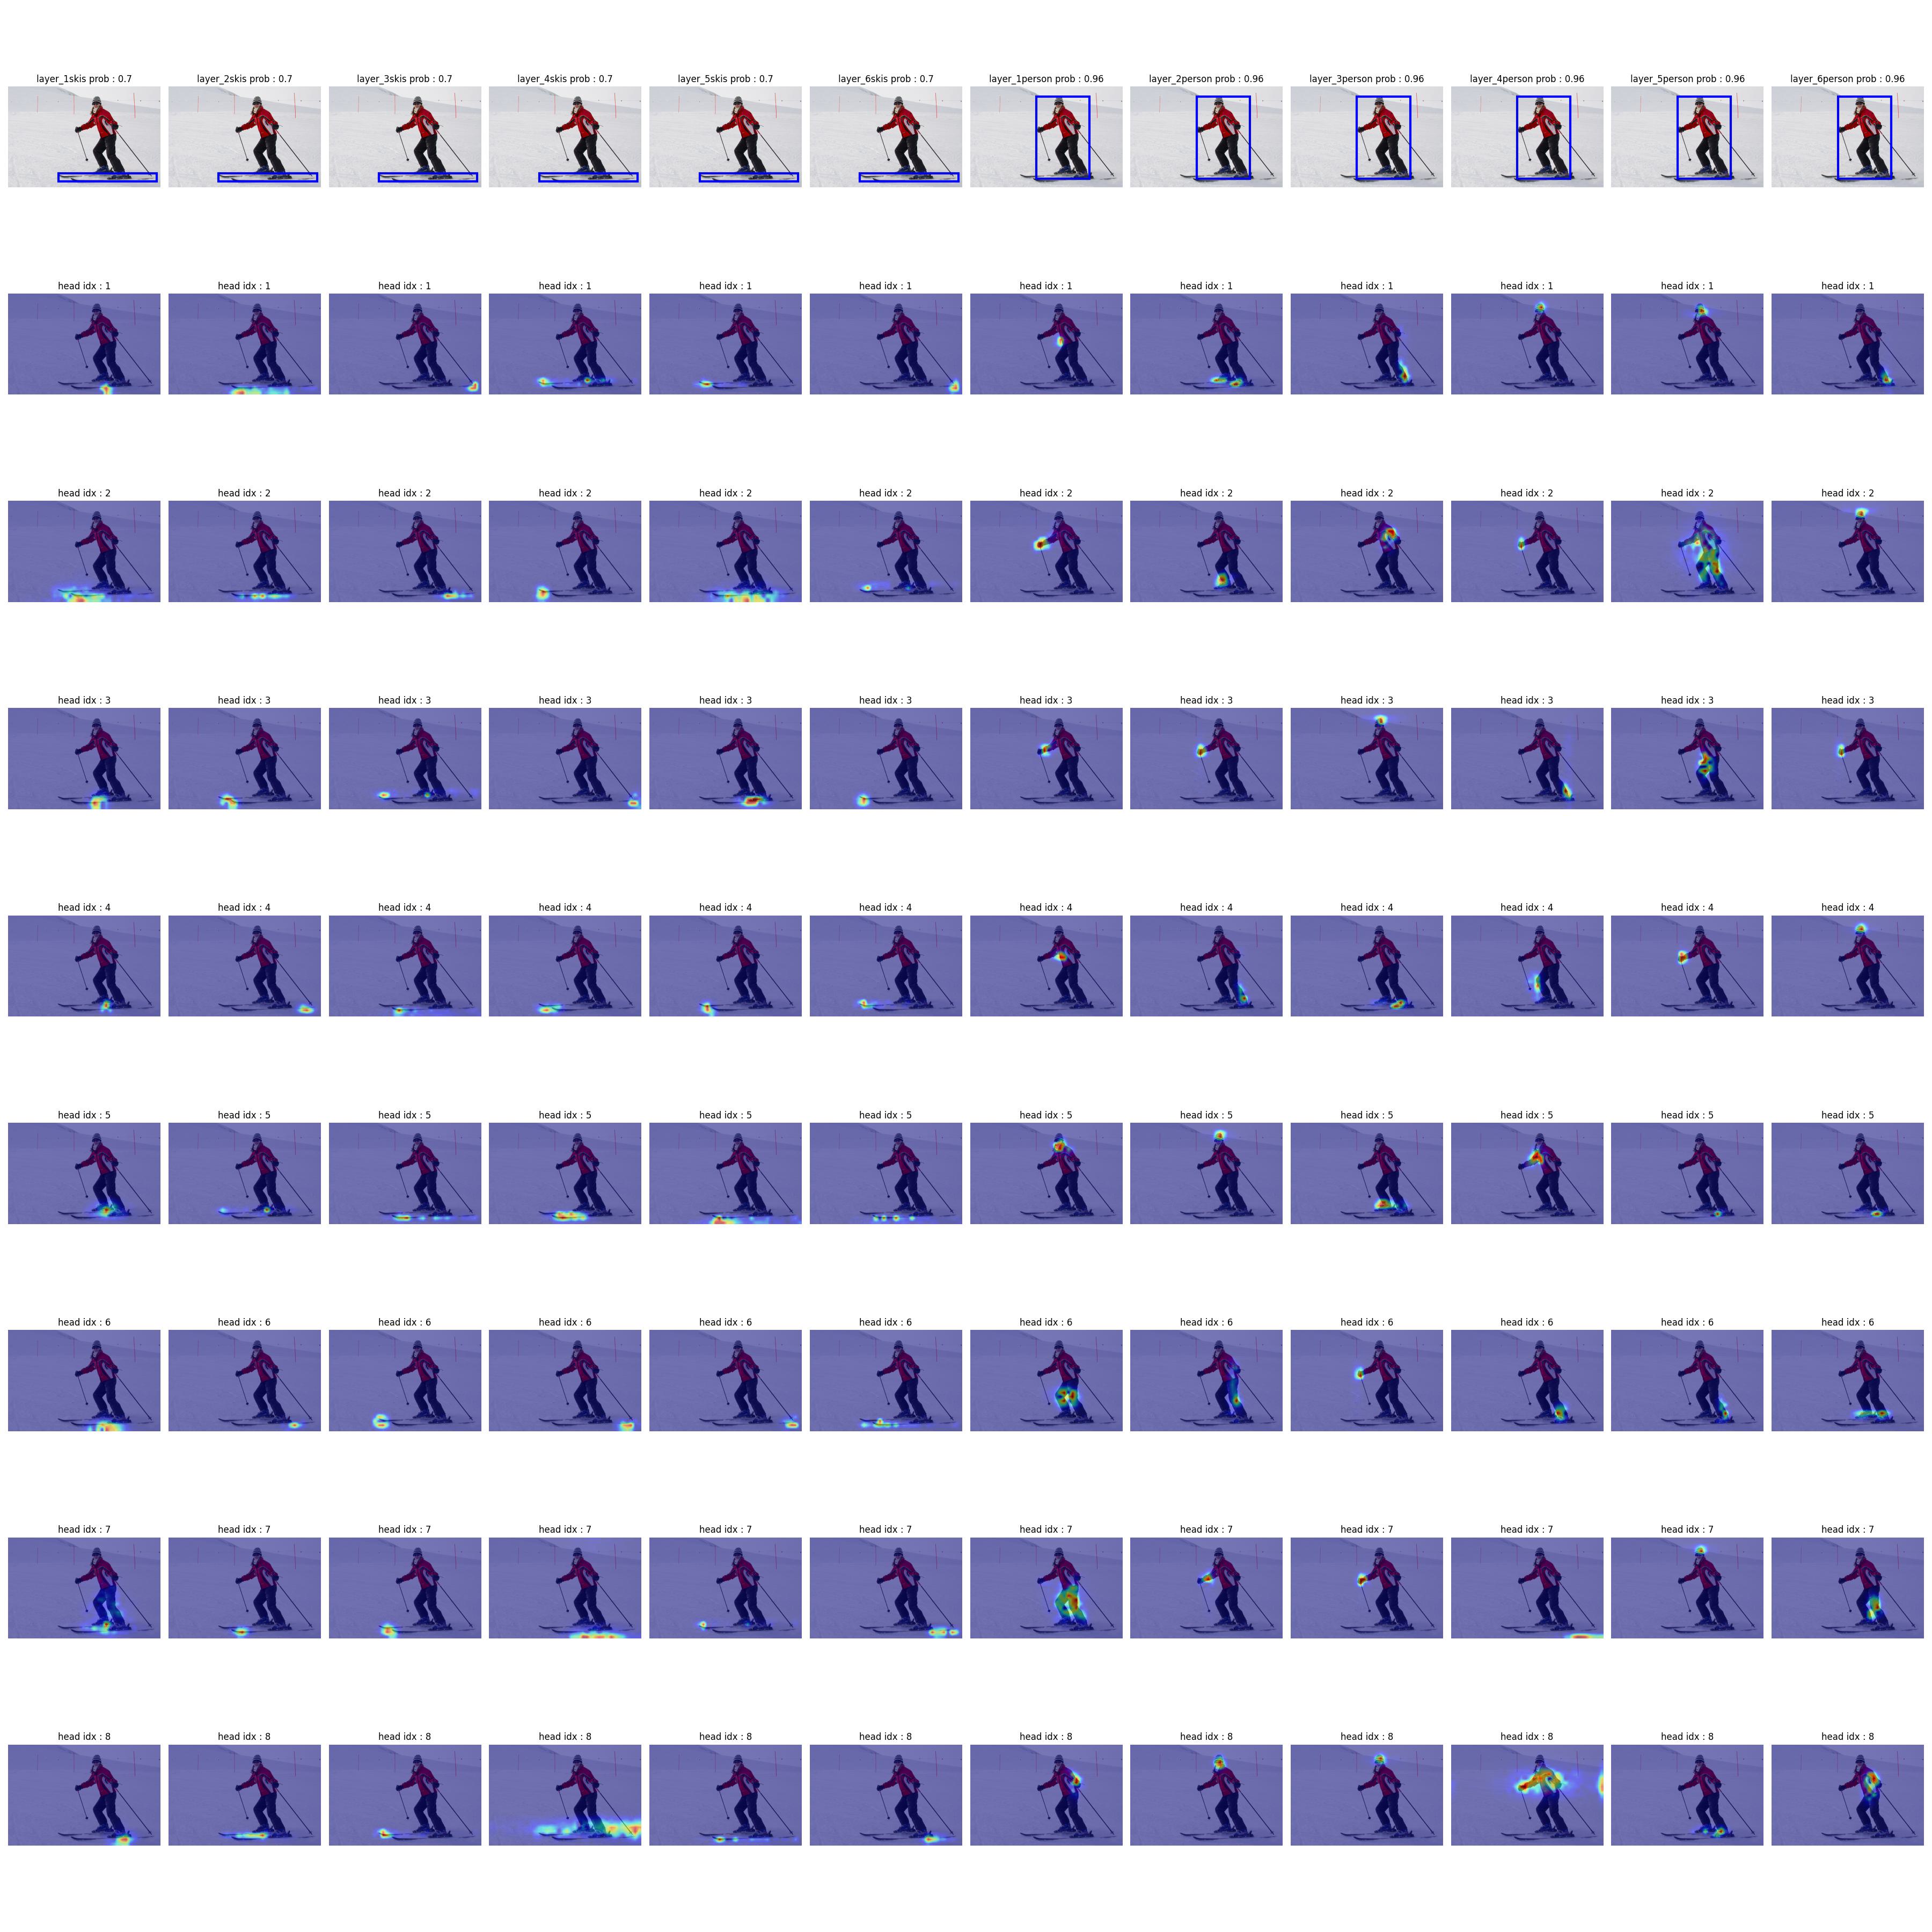 layer_1skis prob : 0.7 layer_2skis prob : 0.7 layer_3skis prob : 0.7 layer_4skis prob : 0.7 layer_5skis prob : 0.7 layer_6skis prob : 0.7 layer_1person prob : 0.96 layer_2person prob : 0.96 layer_3person prob : 0.96 layer_4person prob : 0.96 layer_5person prob : 0.96 layer_6person prob : 0.96
head idx : 1 head idx : 1 head idx : 1 head idx : 1 head idx : 1 head idx : 1 head idx : 1 head idx : 1 head idx : 1 head idx : 1 head idx : 1 head idx : 1
head idx : 2 head idx : 2 head idx : 2 head idx : 2 head idx : 2 head idx : 2 head idx : 2 head idx : 2 head idx : 2 head idx : 2 head idx : 2 head idx : 2
head idx : 3 head idx : 3 head idx : 3 head idx : 3 head idx : 3 head idx : 3 head idx : 3 head idx : 3 head idx : 3 head idx : 3 head idx : 3 head idx : 3
head idx : 4 head idx : 4 head idx : 4 head idx : 4 head idx : 4 head idx : 4 head idx : 4 head idx : 4 head idx : 4 head idx : 4 head idx : 4 head idx : 4
head idx : 5 head idx : 5 head idx : 5 head idx : 5 head idx : 5 head idx : 5 head idx : 5 head idx : 5 head idx : 5 head idx : 5 head idx : 5 head idx : 5
head idx : 6 head idx : 6 head idx : 6 head idx : 6 head idx : 6 head idx : 6 head idx : 6 head idx : 6 head idx : 6 head idx : 6 head idx : 6 head idx : 6
head idx : 7 head idx : 7 head idx : 7 head idx : 7 head idx : 7 head idx : 7 head idx : 7 head idx : 7 head idx : 7 head idx : 7 head idx : 7 head idx : 7
head idx : 8 head idx : 8 head idx : 8 head idx : 8 head idx : 8 head idx : 8 head idx : 8 head idx : 8 head idx : 8 head idx : 8 head idx : 8 head idx : 8